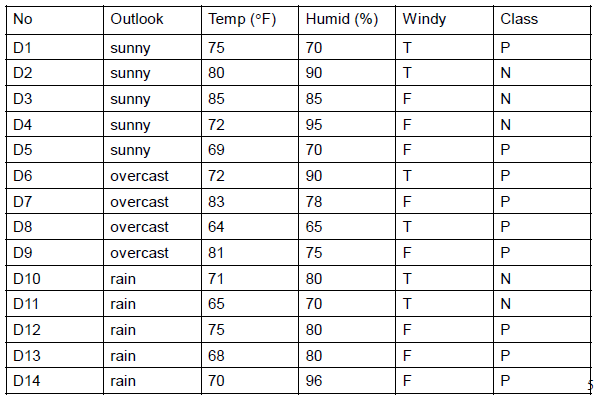 No Outlook Temp (°F) Humid (%) Windy Class
D1 sunny 75 70 T P
D2 sunny 80 90 T N
D3 sunny 85 85 F N
D4 sunny 72 95 F N
D5 sunny 69 70 F P
D6 overcast 72 90 T P
D7 overcast 83 78 F P
D8 overcast 64 65 T P
D9 overcast 81 75 F P
D10 rain 71 80 T N
D11 rain 65 70 T N
D12 rain 75 80 F P
D13 rain 68 80 F P
D14 rain 70 96 F P
5